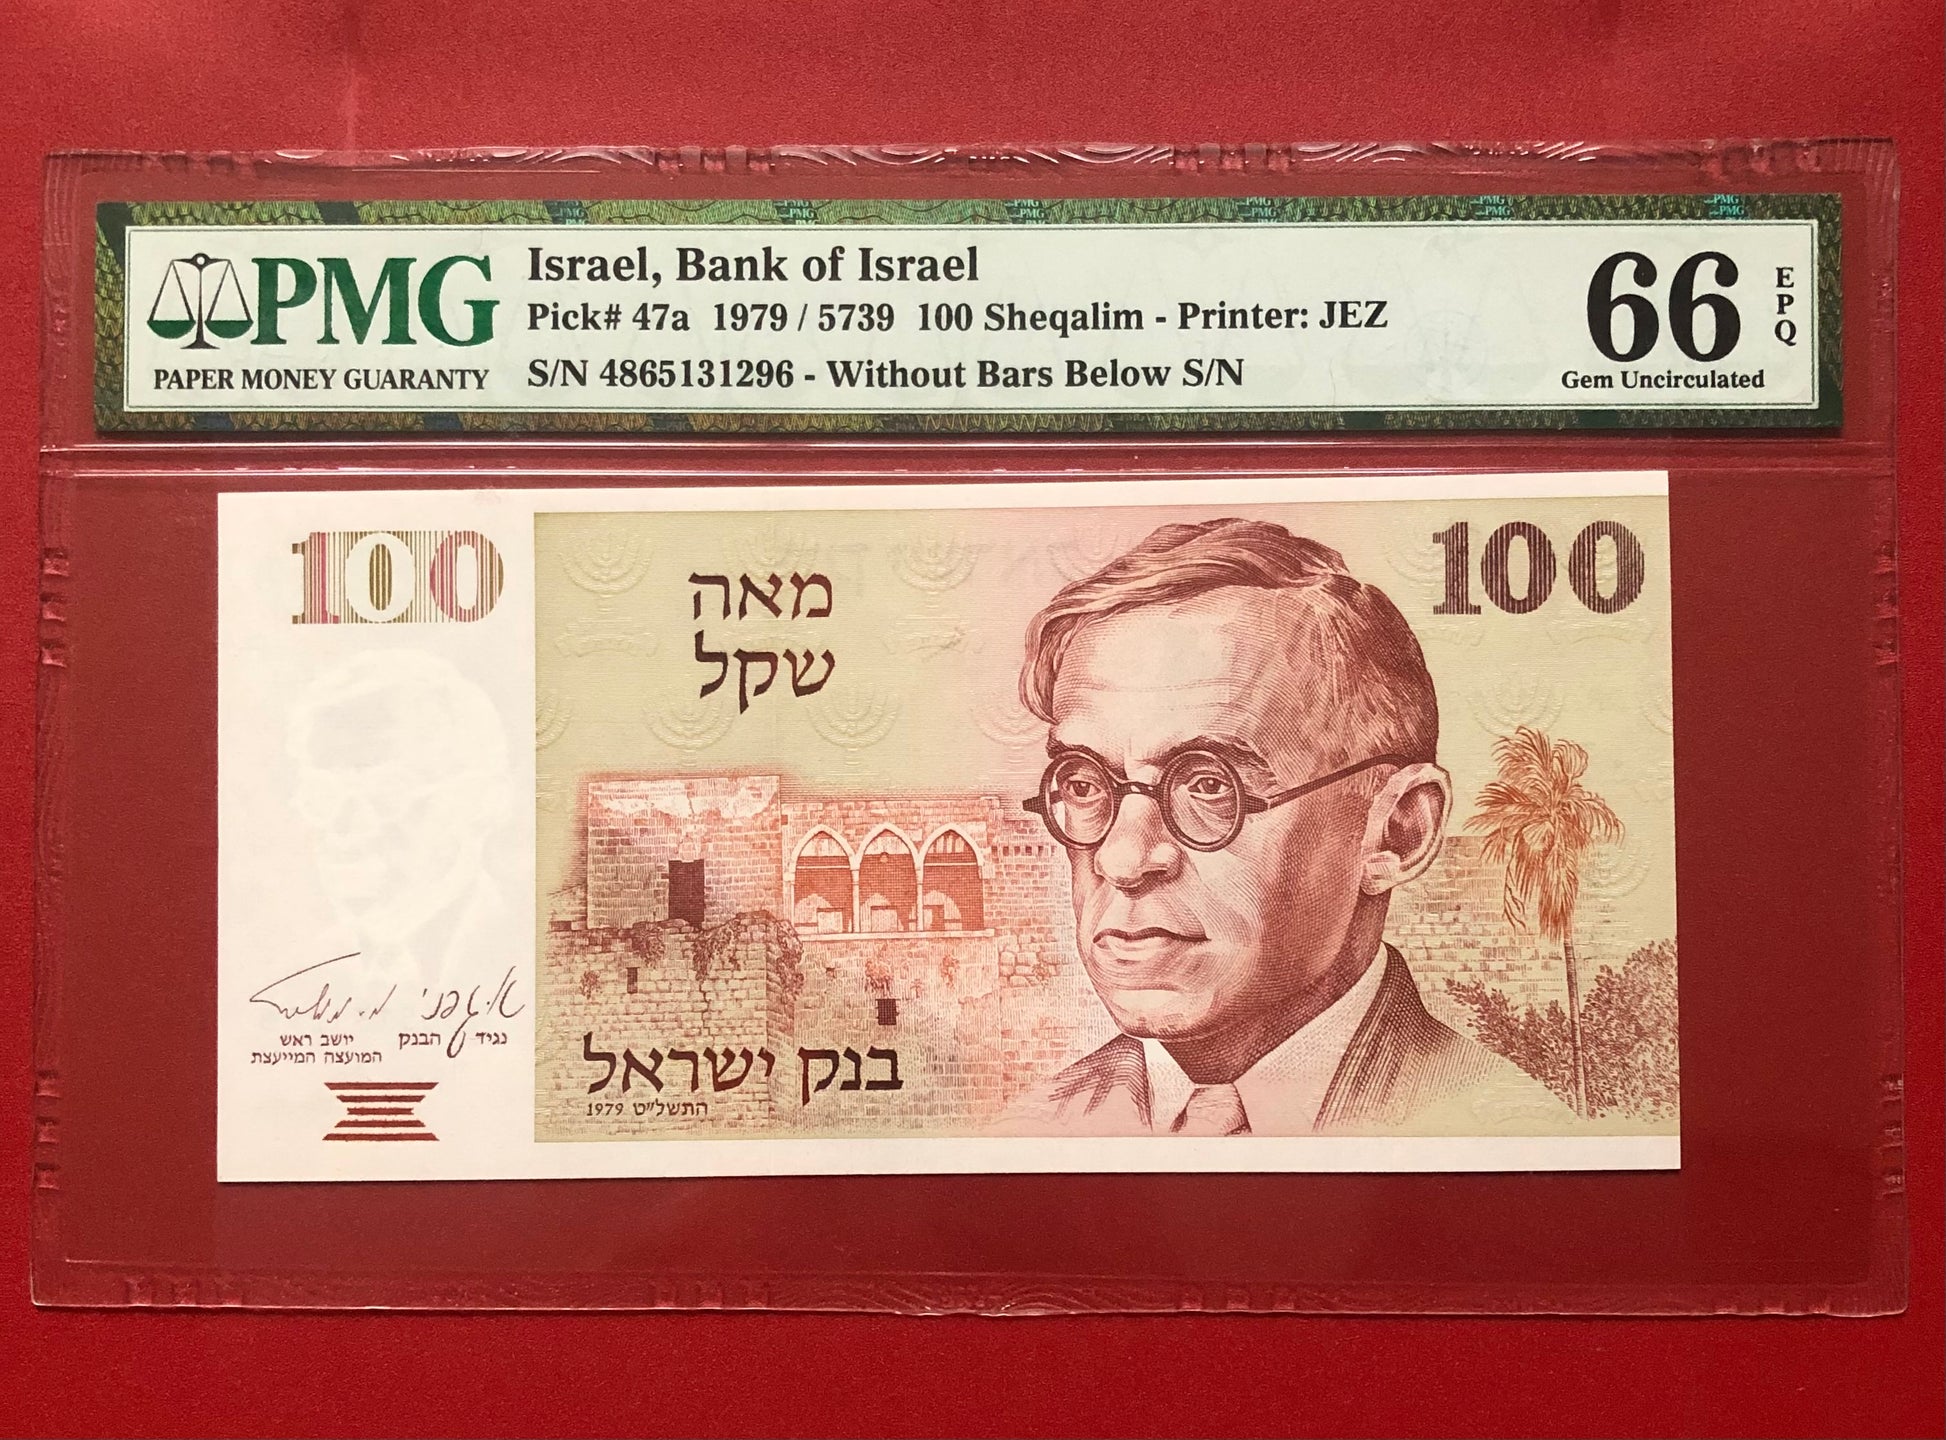 PMG
PAPER MONEY GUARANTY
Israel, Bank of Israel
Pick# 47a 1979 / 5739 100 Sheqalim - Printer: JEZ
S/N 4865131296 - Without Bars Below S/N
66
EPQ
Gem Uncirculated
100
100
מאה
שקל
נגיד הבנק
יושב ראש
המועצה המייעצת
בנק ישראל
התשל"ט 1979